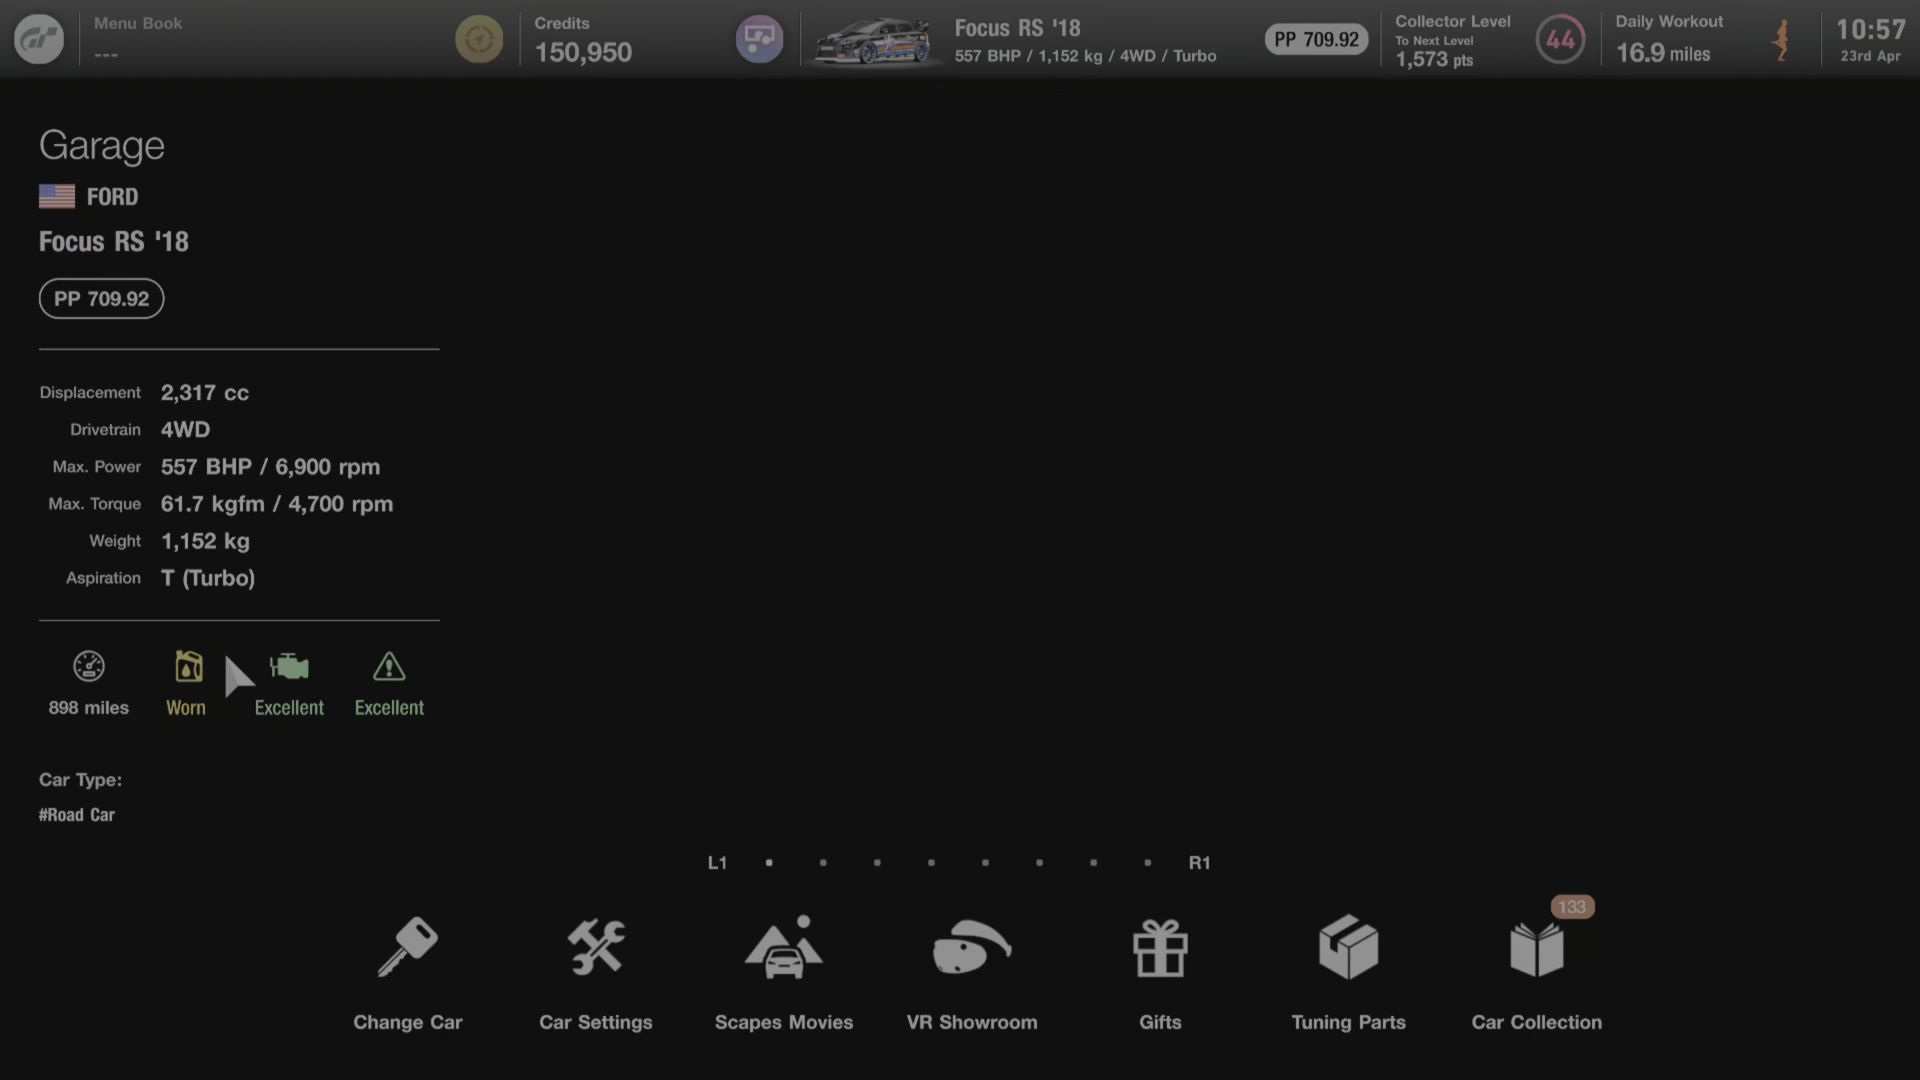 Menu Book
---
Credits
150,950
Focus RS '18
557 BHP / 1,152 kg / 4WD / Turbo
PP 709.92
Collector Level
To Next Level
1,573 pts
44
Daily Workout
16.9 miles
10:57
23rd Apr
Garage
FORD
Focus RS '18
PP 709.92
Displacement 2,317 cc
Drivetrain 4WD
Max. Power 557 BHP / 6,900 rpm
Max. Torque 61.7 kgfm / 4,700 rpm
Weight 1,152 kg
Aspiration T (Turbo)
898 miles Worn Excellent Excellent
Car Type:
#Road Car
L1 R1
133
Change Car Car Settings Scapes Movies VR Showroom Gifts Tuning Parts Car Collection